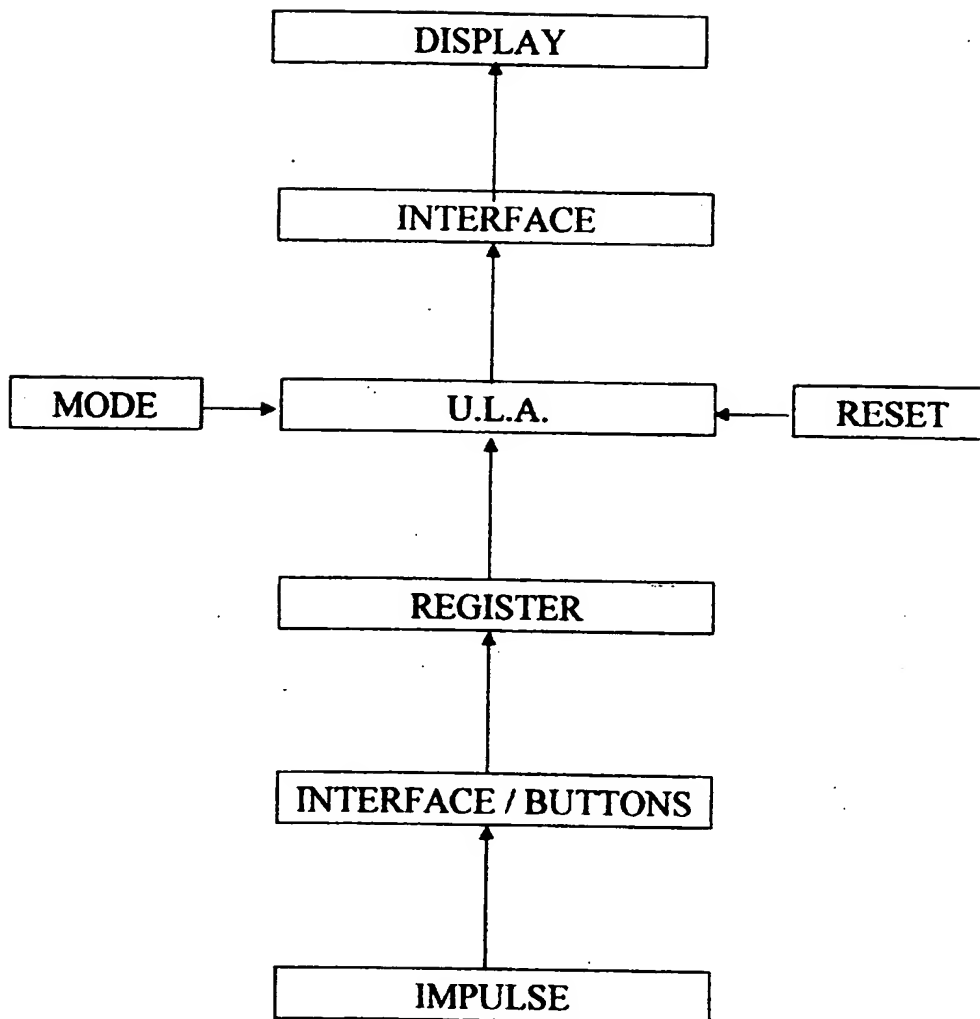 DISPLAY
INTERFACE
MODE
U.L.A.
RESET
REGISTER
INTERFACE / BUTTONS
IMPULSE